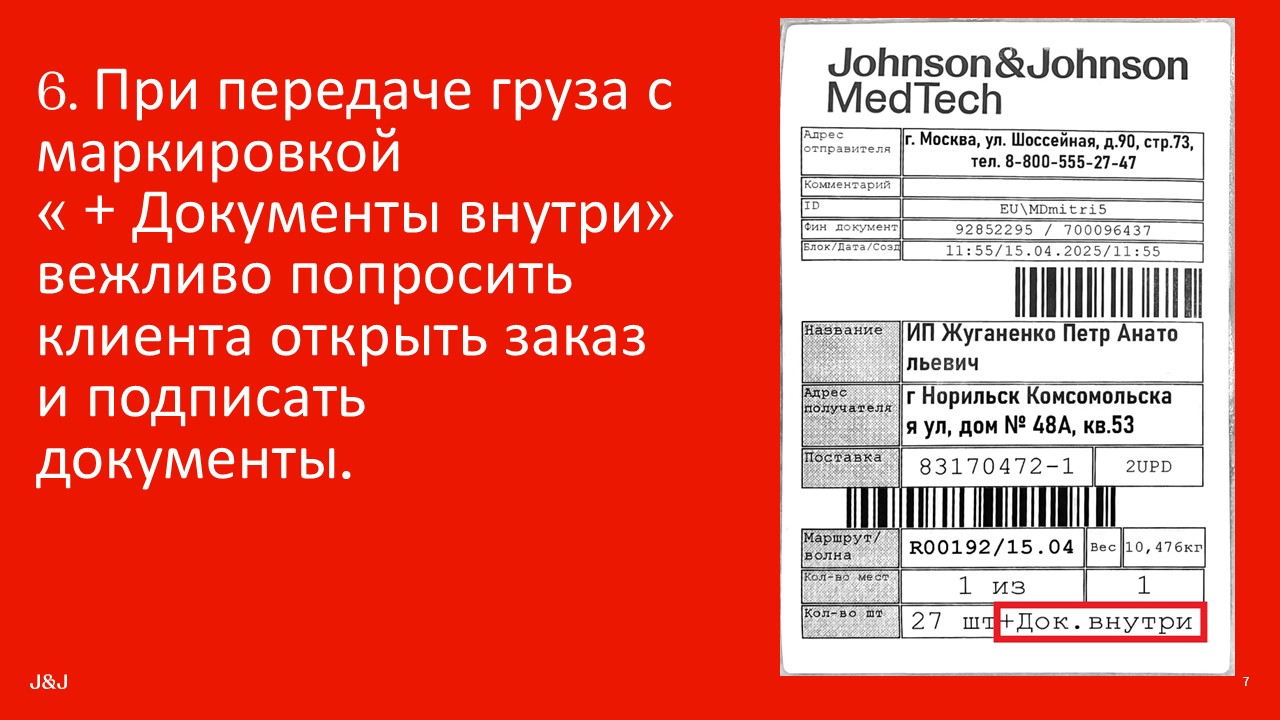 6. При передаче груза с
маркировкой
« + Документы внутри»
вежливо попросить
клиента открыть заказ
и подписать
документы.
J&J
Johnson&Johnson
MedTech
Адрес
отправителя
г. Москва, ул. Шоссейная, д.90, стр.73,
тел. 8-800-555-27-47
Комментарий
ID
EU\MDmitri5
Фин документ
92852295 / 700096437
Блок/Дата/Созд
11:55/15.04.2025/11:55
Название
ИП Жуганенко Петр Анато
льевич
Адрес
получателя
г Норильск Комсомольска
я ул, дом № 48А, кв.53
Поставка
83170472-1
2UPD
Маршрут/
волна
R00192/15.04
Вес
10,476кг
Кол-во мест
1 из
1
Кол-во шт
27 шт+Док.внутри
7